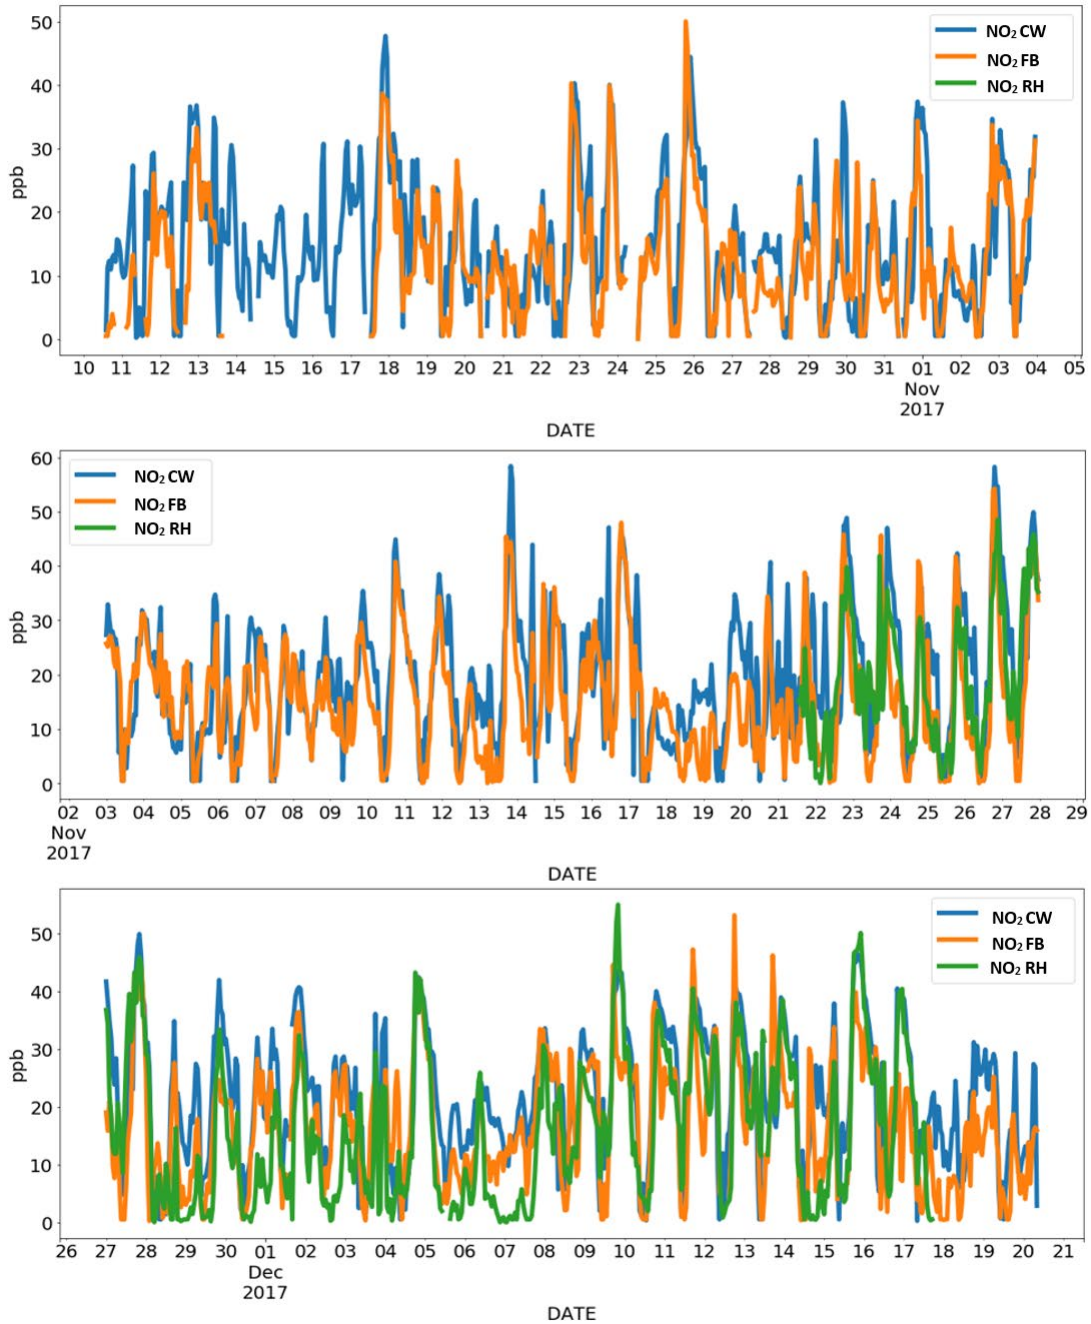 ppb
50
40
30
20
10
0
NO₂ CW
NO₂ FB
NO₂ RH
10 11 12 13 14 15 16 17 18 19 20 21 22 23 24 25 26 27 28 29 30 31 01 02 03 04 05
Nov
2017
DATE
ppb
60
50
40
30
20
10
0
NO₂ CW
NO₂ FB
NO₂ RH
02 03 04 05 06 07 08 09 10 11 12 13 14 15 16 17 18 19 20 21 22 23 24 25 26 27 28 29
Nov
2017
DATE
ppb
50
40
30
20
10
0
NO₂ CW
NO₂ FB
NO₂ RH
26 27 28 29 30 01 02 03 04 05 06 07 08 09 10 11 12 13 14 15 16 17 18 19 20 21
Dec
2017
DATE